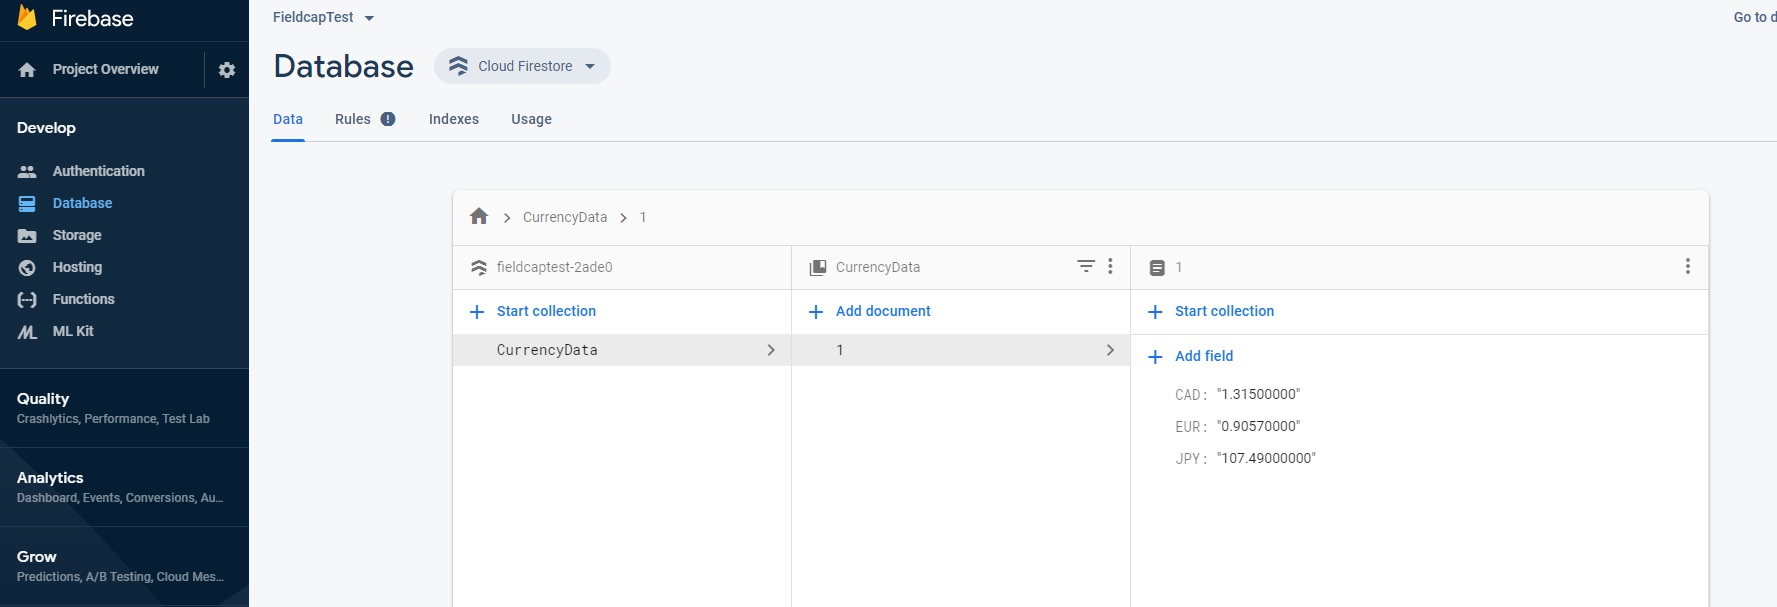 Firebase
Project Overview
Develop
Authentication
Database
Storage
Hosting
Functions
ML Kit
Quality
Crashlytics, Performance, Test Lab
Analytics
Dashboard, Events, Conversions, Au...
Grow
Predictions, A/B Testing, Cloud Mes...
FieldcapTest
Go to d
Database Cloud Firestore
Data Rules Indexes Usage
CurrencyData 1
fieldcaptest-2ade0
Start collection
CurrencyData
CurrencyData
Add document
1
1
Start collection
Add field
CAD: "1.31500000"
EUR: "0.90570000"
JPY: "107.49000000"